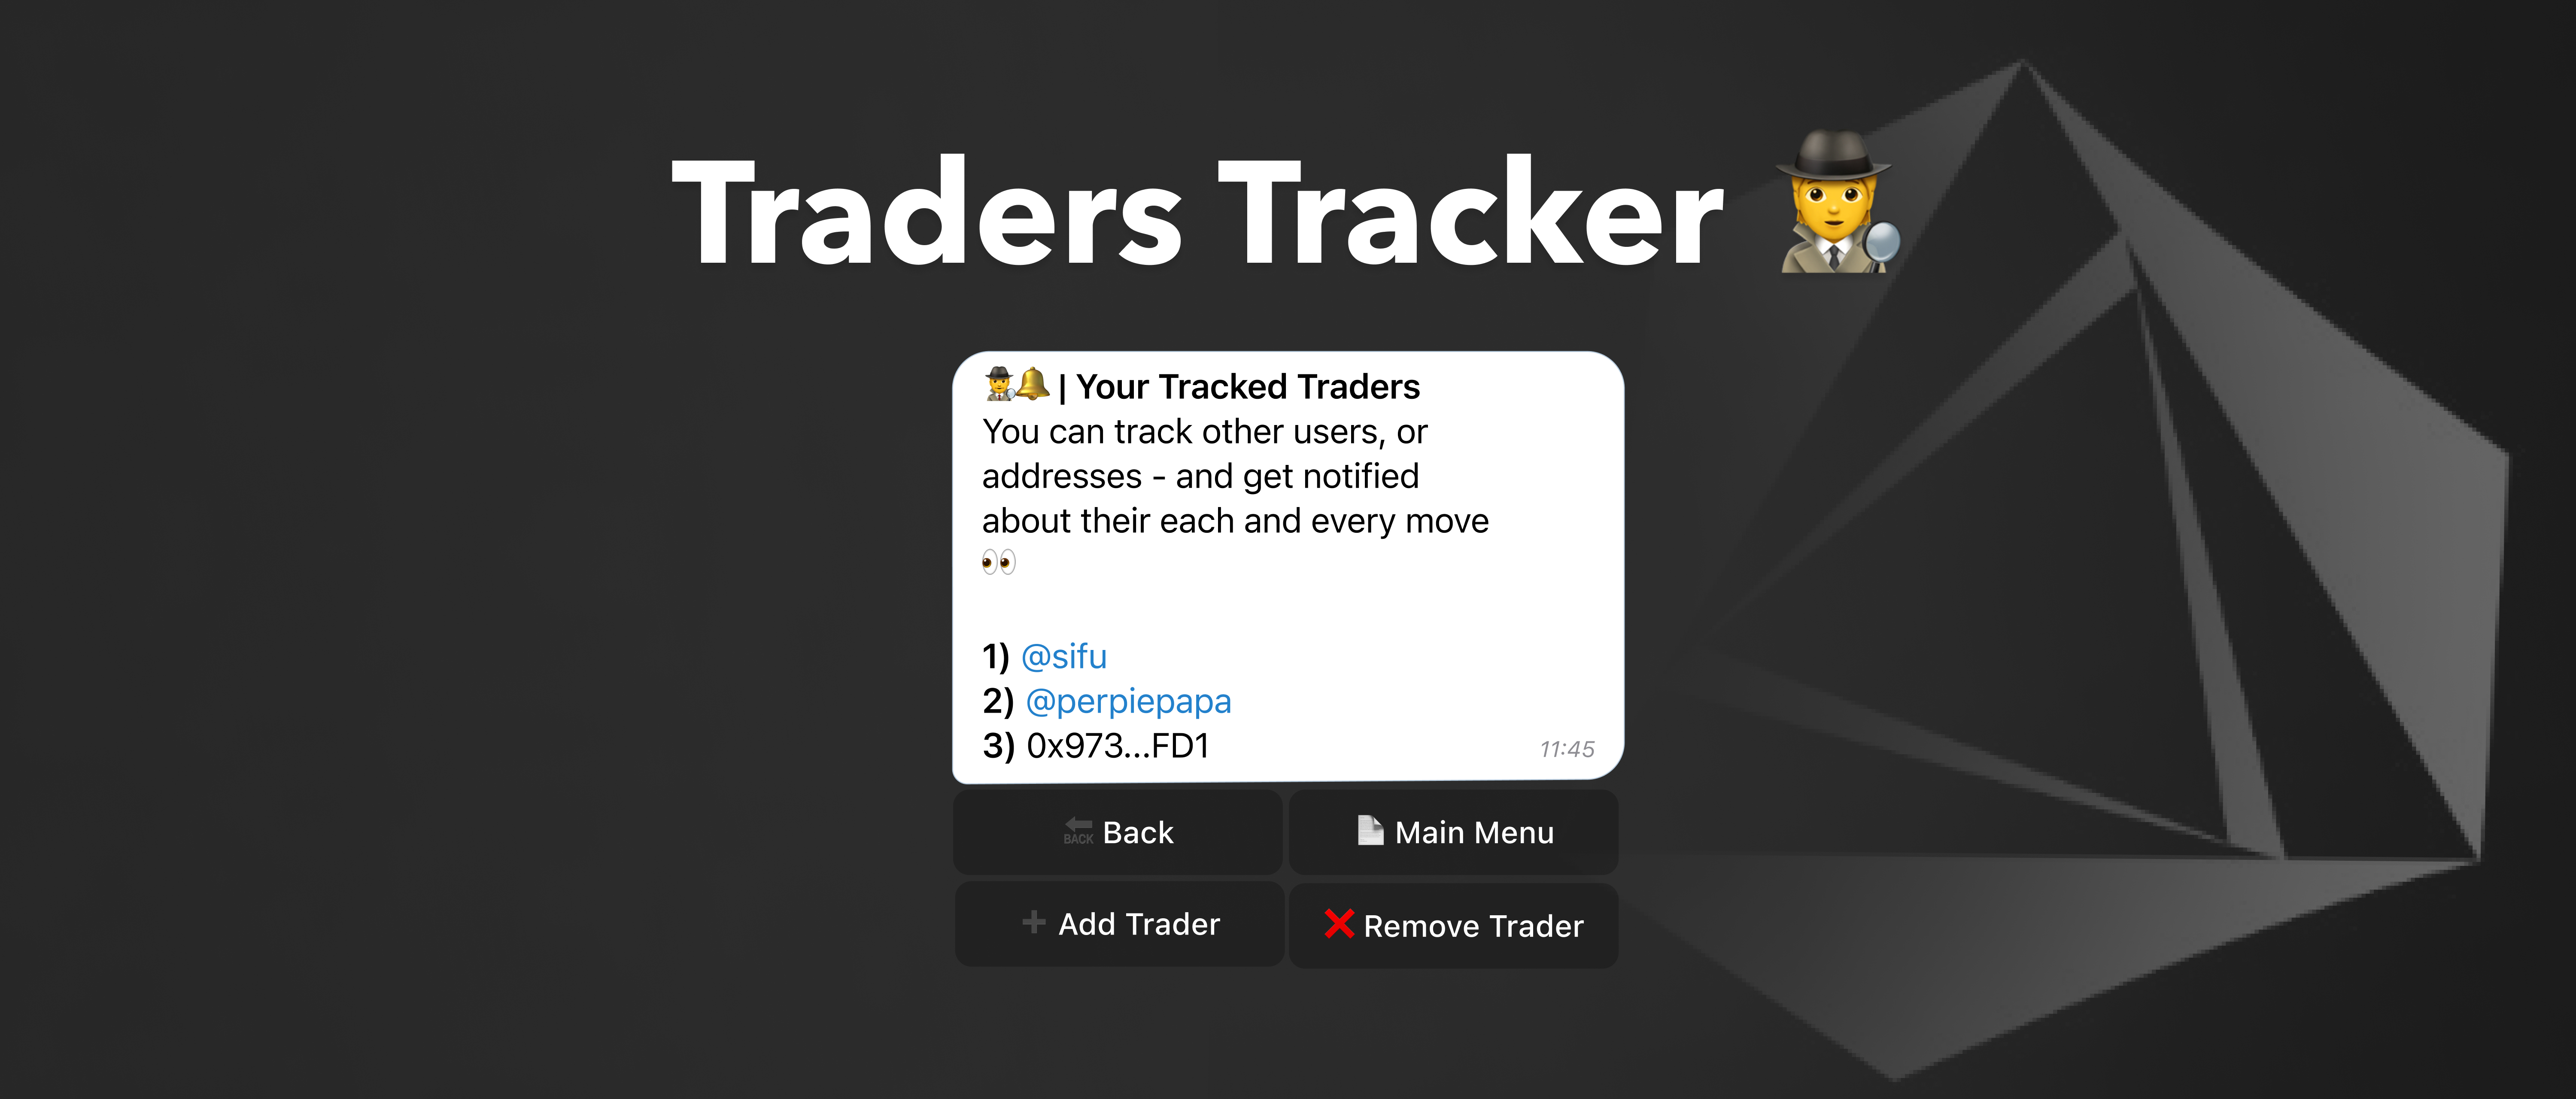 Traders Tracker 🕵️
🕵️🔔 | Your Tracked Traders
You can track other users, or
addresses - and get notified
about their each and every move
👀
1) @sifu
2) @perpiepapa
3) 0x973...FD1
11:45
🔙 Back
📄 Main Menu
➕ Add Trader
❌ Remove Trader